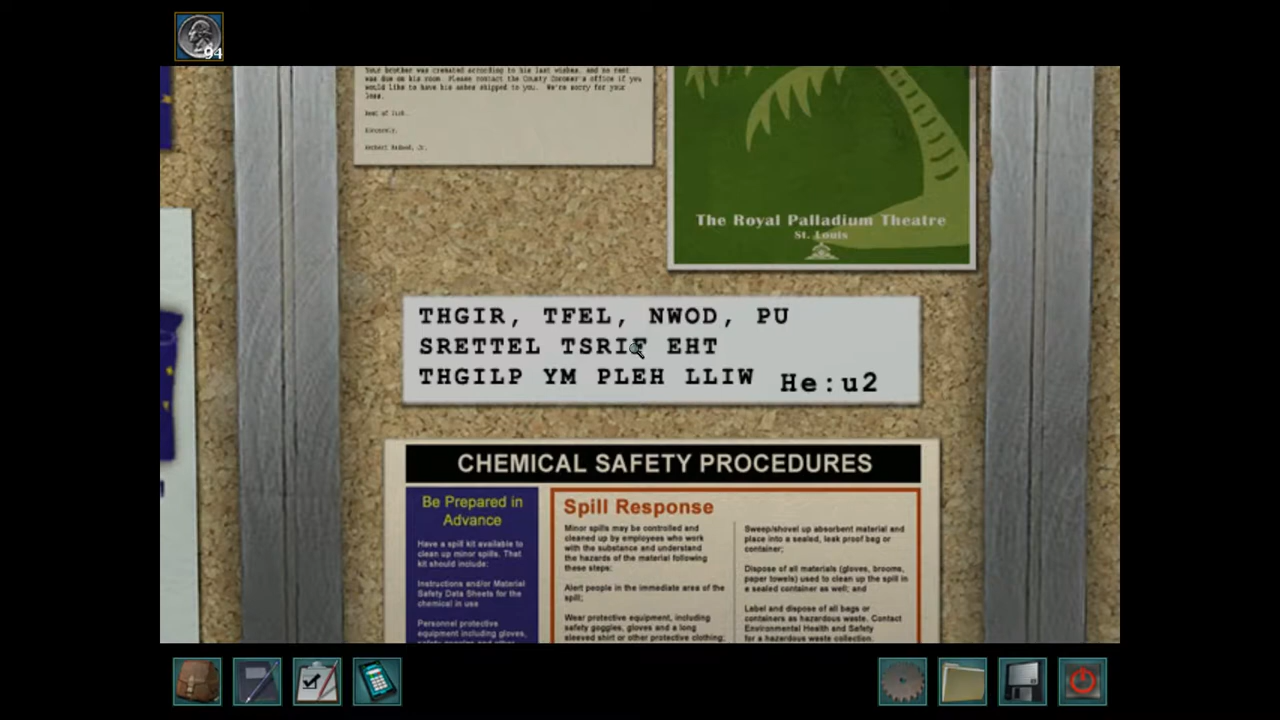 94
Your brother was cremated according to his last wishes, and no rent
was due on his room. Please contact the County Coroner's office if you
would like to have his ashes shipped to you. We're sorry for your
loss.
Best of luck.
Sincerely,
The Royal Palladium Theatre
St. Louis
THGIR, TFEL, NWOD, PU
SRETTEL TSRIF EHT
THGILP YM PLEH LLIW
He:u2
CHEMICAL SAFETY PROCEDURES
Be Prepared in
Advance
Have a spill kit available to
clean up minor spills. That
kit should include:
Instructions and/or Material
Safety Data Sheets for the
chemical in use
Personnel protective
equipment including gloves,
Spill Response
Minor spills may be controlled and
cleaned up by employees who work
with the substance and understand
the hazards of the material following
these steps:
Alert people in the immediate area of the
spill;
Wear protective equipment, including
safety goggles, gloves and a long
sleeved shirt or other protective clothing;
Sweep/shovel up absorbent material and
place into a sealed, leak proof bag or
container;
Dispose of all materials (gloves, brooms,
paper towels) used to clean up the spill in
a sealed container as well; and
Label and dispose of all bags or
containers as hazardous waste. Contact
Environmental Health and Safety
for a hazardous waste collection.